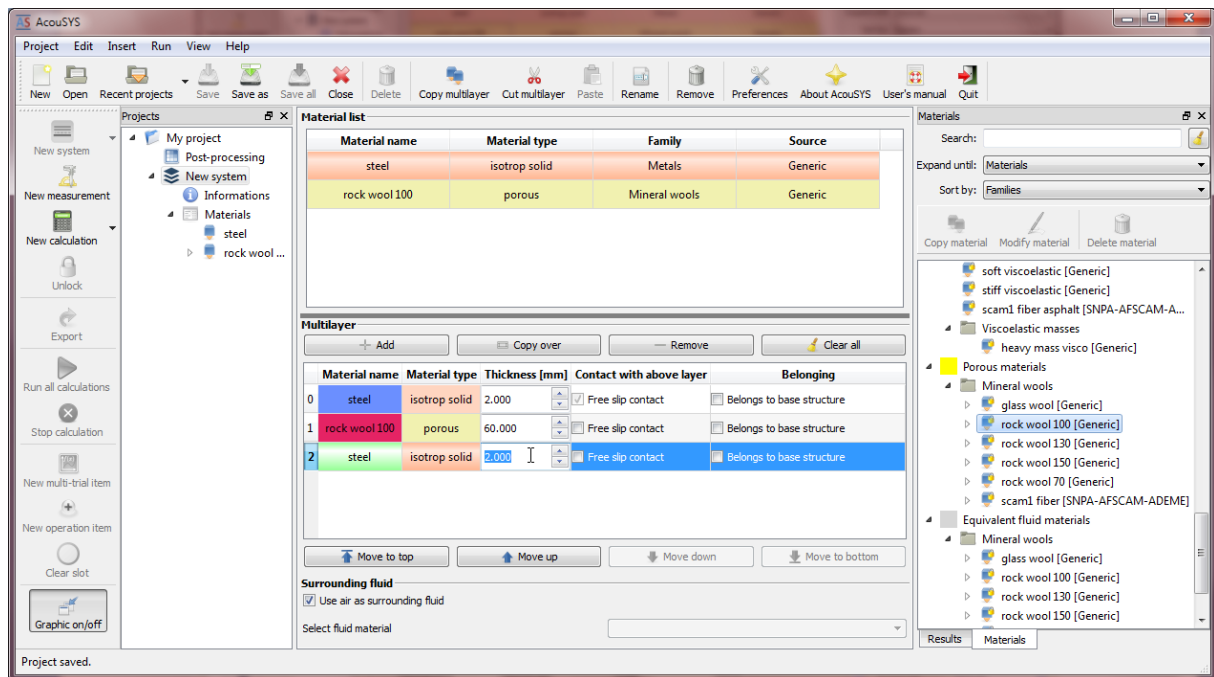 AS AcouSYS
Project Edit Insert Run View Help
New Open Recent projects Save Save as Save all Close Delete Copy multilayer Cut multilayer Paste Rename Remove Preferences About AcouSYS User's manual Quit
New system
New measurement
New calculation
Unlock
Export
Run all calculations
Stop calculation
New multi-trial item
New operation item
Clear slot
Graphic on/off
Projects
My project
Post-processing
New system
Informations
Materials
steel
rock wool ...
Material list
Material name Material type Family Source
steel isotrop solid Metals Generic
rock wool 100 porous Mineral wools Generic
Multilayer
Add Copy over Remove Clear all
Material name Material type Thickness [mm] Contact with above layer Belonging
0 steel isotrop solid 2.000 Free slip contact Belongs to base structure
1 rock wool 100 porous 60.000 Free slip contact Belongs to base structure
2 steel isotrop solid 2.000 Free slip contact Belongs to base structure
Move to top Move up Move down Move to bottom
Surrounding fluid
Use air as surrounding fluid
Select fluid material
Materials
Search:
Expand until: Materials
Sort by: Families
Copy material Modify material Delete material
soft viscoelastic [Generic]
stiff viscoelastic [Generic]
scam1 fiber asphalt [SNPA-AFSCAM-A...
Viscoelastic masses
heavy mass visco [Generic]
Porous materials
Mineral wools
glass wool [Generic]
rock wool 100 [Generic]
rock wool 130 [Generic]
rock wool 150 [Generic]
rock wool 70 [Generic]
scam1 fiber [SNPA-AFSCAM-ADEME]
Equivalent fluid materials
Mineral wools
glass wool [Generic]
rock wool 100 [Generic]
rock wool 130 [Generic]
rock wool 150 [Generic]
Results Materials
Project saved.